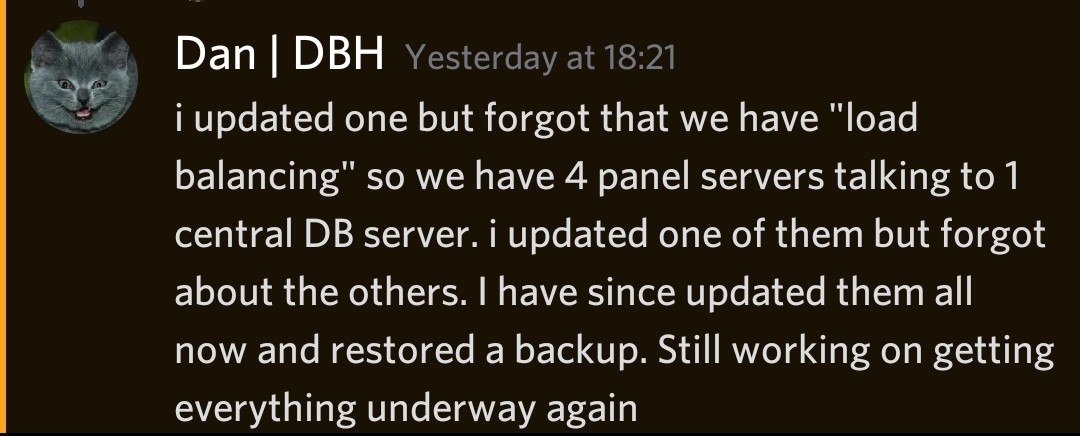 Dan | DBH Yesterday at 18:21
i updated one but forgot that we have "load
balancing" so we have 4 panel servers talking to 1
central DB server. i updated one of them but forgot
about the others. I have since updated them all
now and restored a backup. Still working on getting
everything underway again